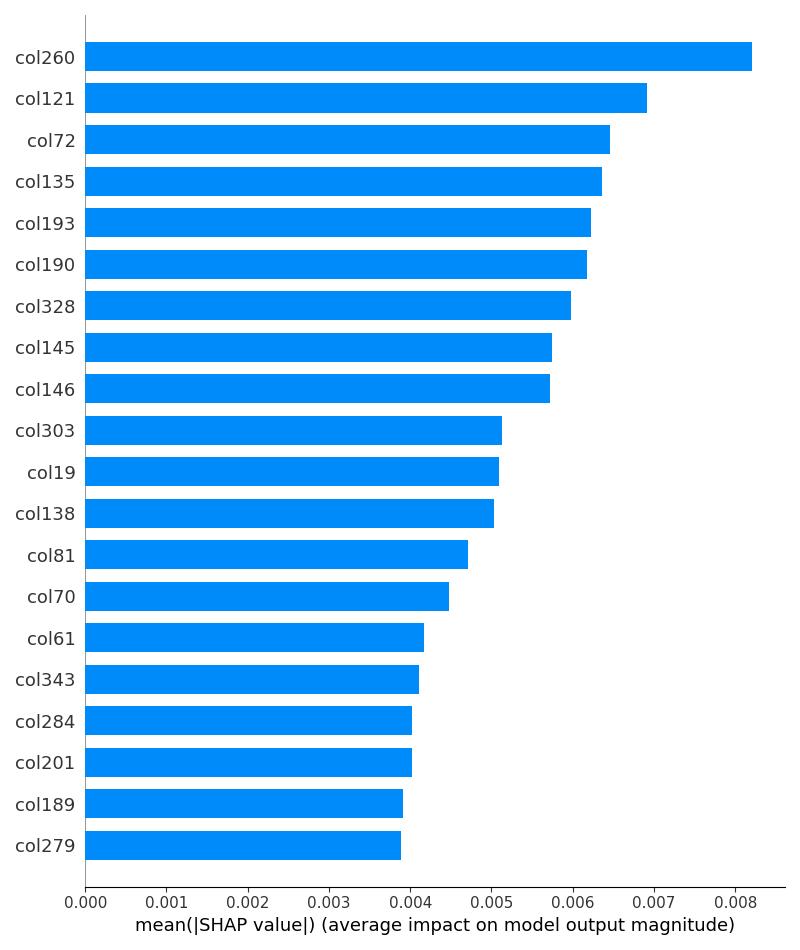 col260
col121
col72
col135
col193
col190
col328
col145
col146
col303
col19
col138
col81
col70
col61
col343
col284
col201
col189
col279
0.000 0.001 0.002 0.003 0.004 0.005 0.006 0.007 0.008
mean(|SHAP value|) (average impact on model output magnitude)